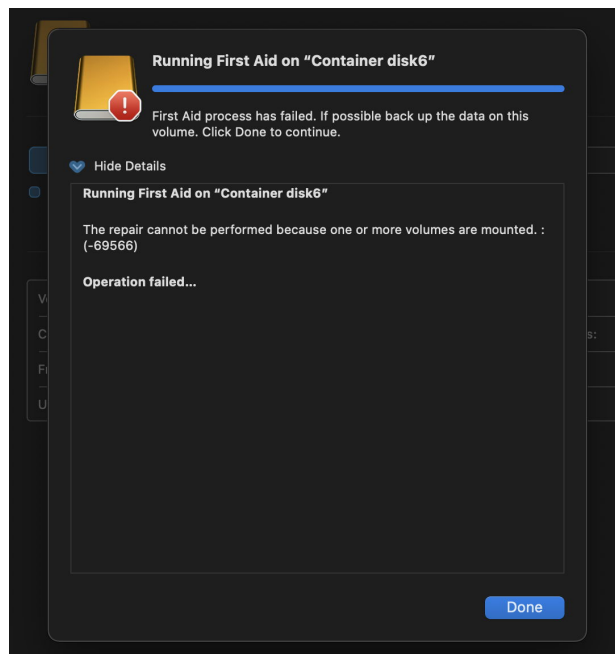 Running First Aid on “Container disk6”
First Aid process has failed. If possible back up the data on this
volume. Click Done to continue.
Hide Details
Running First Aid on “Container disk6”
The repair cannot be performed because one or more volumes are mounted. :
(-69566)
Operation failed...
V
C
s:
F
U
Done